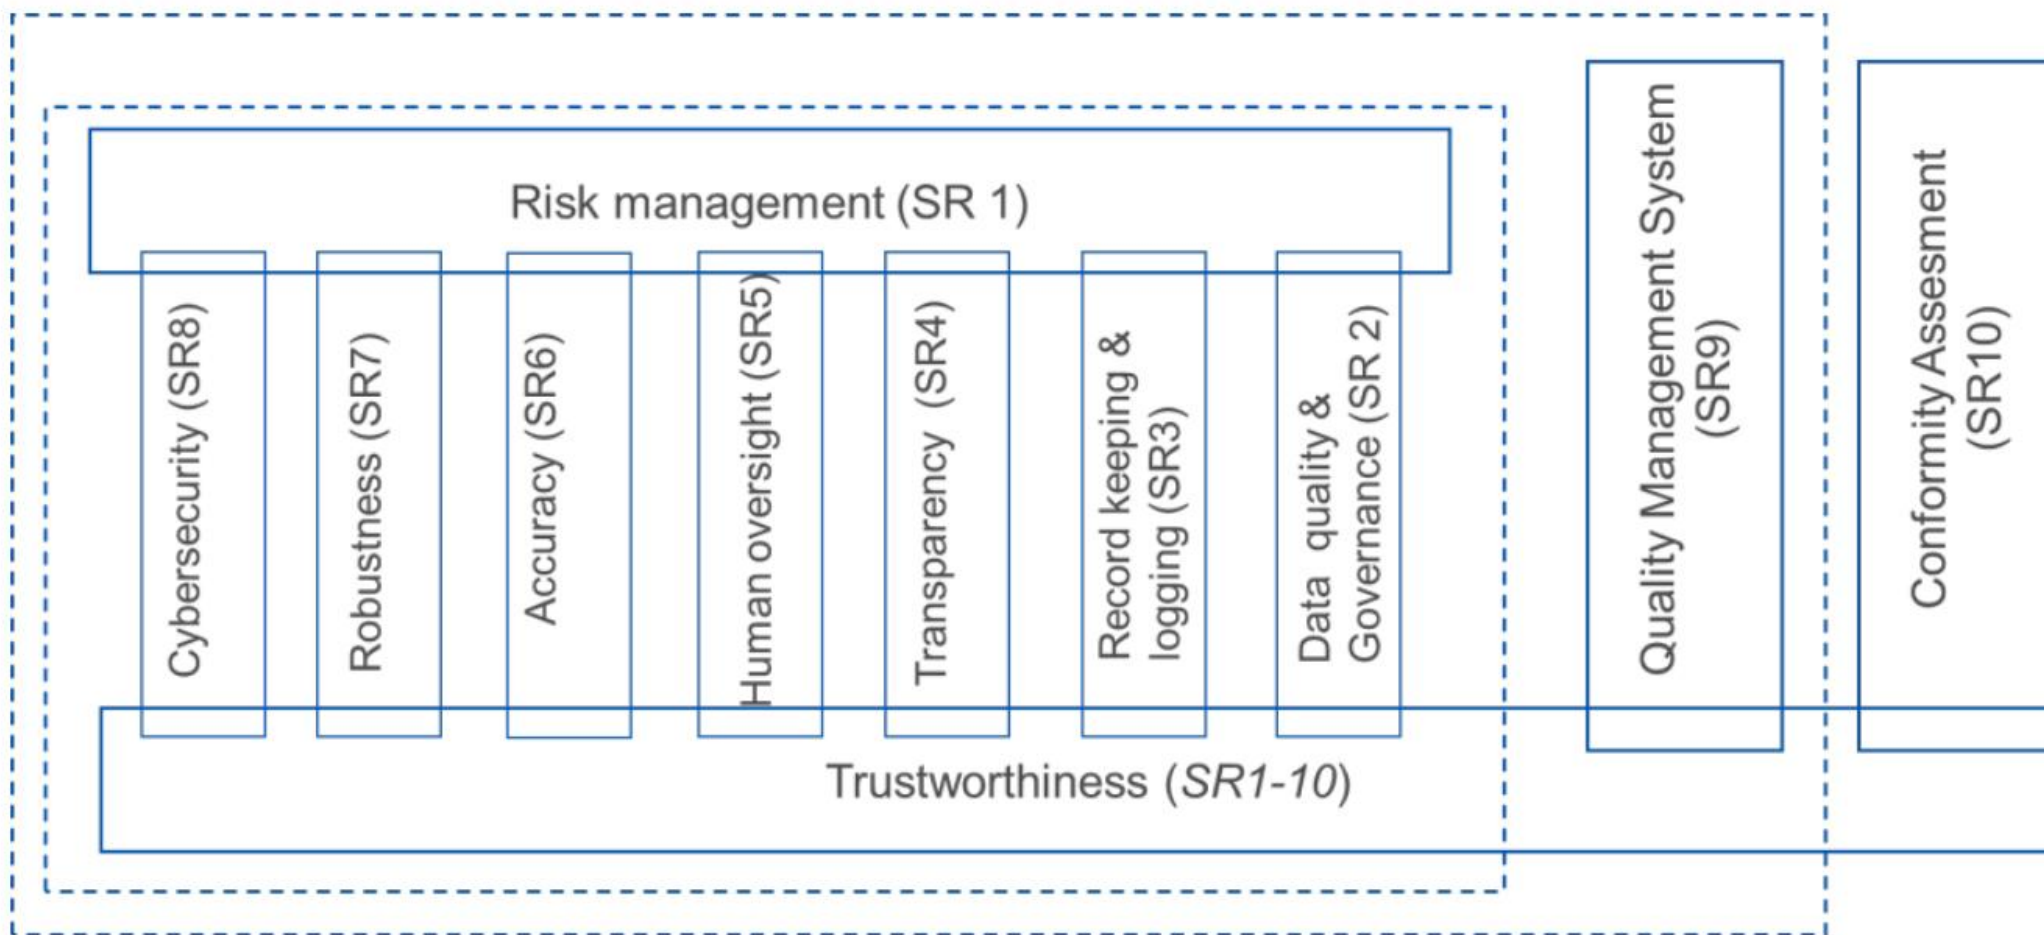 Risk management (SR 1)
Cybersecurity (SR8)
Robustness (SR7)
Accuracy (SR6)
Human oversight (SR5)
Transparency (SR4)
Record keeping &
logging (SR3)
Data quality &
Governance (SR 2)
Quality Management System
(SR9)
Conformity Assessment
(SR10)
Trustworthiness (SR1-10)